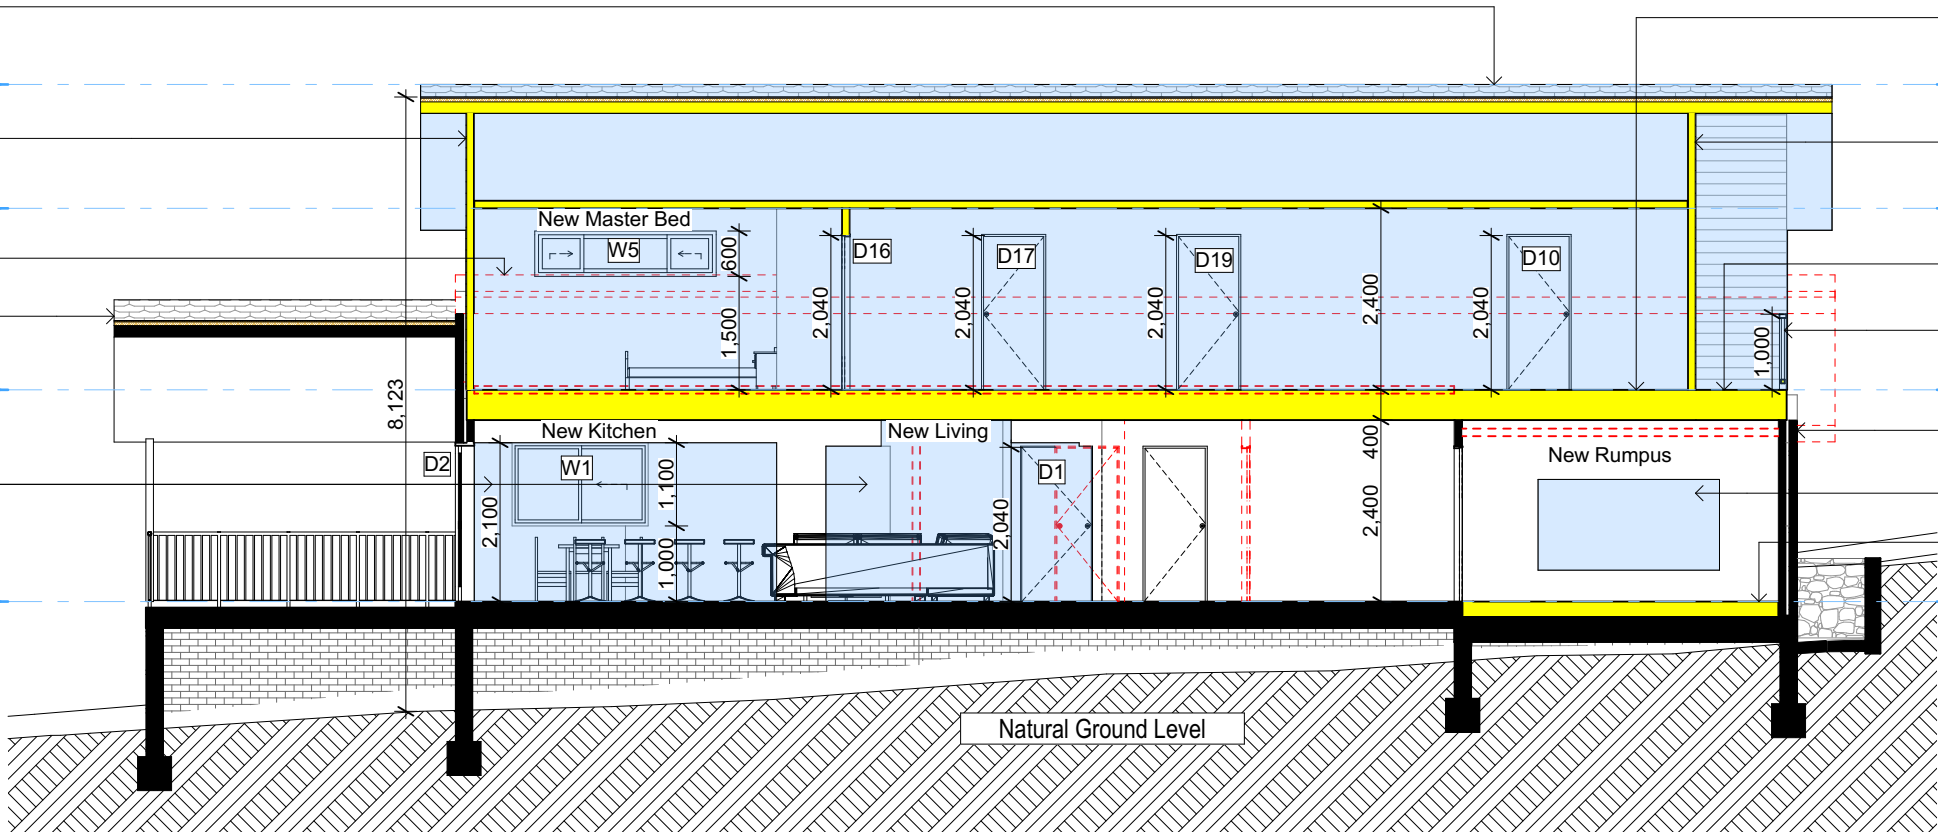 New Master Bed
W5
600
D16
D17
D19
D10
1,500
2,040
2,040
2,040
2,400
2,040
1,000
8,123
New Kitchen
New Living
D2
W1
1,100
2,100
1,000
2,040
D1
400
2,400
New Rumpus
Natural Ground Level